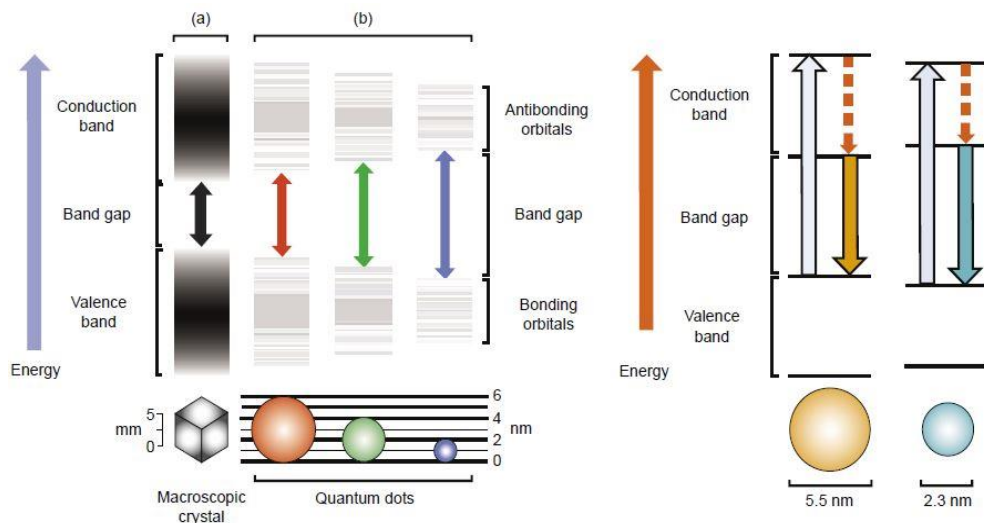 (a)
(b)
Conduction
band
Band gap
Valence
band
Energy
Antibonding
orbitals
Band gap
Bonding
orbitals
mm
5
0
6
4
2
0
nm
Macroscopic
crystal
Quantum dots
Conduction
band
Band gap
Valence
band
Energy
5.5 nm
2.3 nm